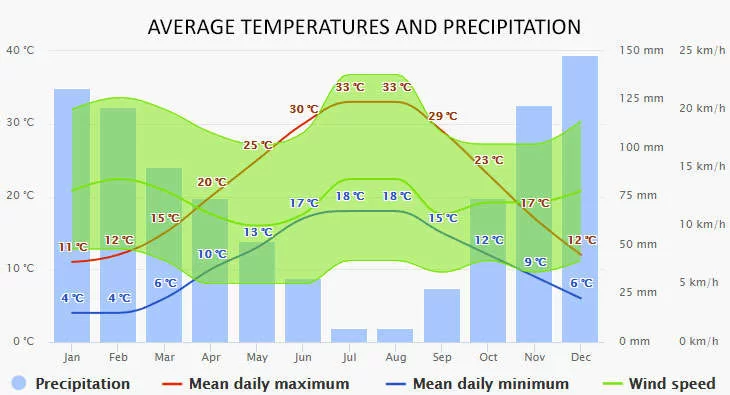 AVERAGE TEMPERATURES AND PRECIPITATION
40 °C 150 mm 25 km/h
33 °C 33 °C
125 mm
30 °C 20 km/h
30 °C 29 °C
25 °C 100 mm
23 °C 15 km/h
20 °C 20 °C 17 °C 18 °C 18 °C 17 °C 75 mm
15 °C 15 °C
11 °C 12 °C 13 °C 12 °C 12 °C 10 km/h
10 °C 50 mm
10 °C 9 °C
4 °C 4 °C 6 °C 6 °C 25 mm 5 km/h
0 °C 0 mm 0 km/h
Jan Feb Mar Apr May Jun Jul Aug Sep Oct Nov Dec
Precipitation Mean daily maximum Mean daily minimum Wind speed